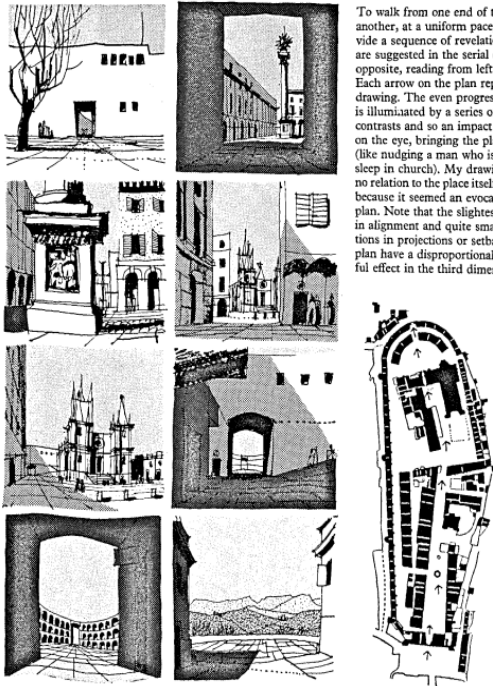 To walk from one end of
another, at a uniform pace
vide a sequence of revelatio
are suggested in the serial
opposite, reading from left
Each arrow on the plan rep
drawing. The even progres
is illuminated by a series o
contrasts and so an impact
on the eye, bringing the pl
(like nudging a man who is
sleep in church). My drawi
no relation to the place itsel
because it seemed an evoca
plan. Note that the slightes
in alignment and quite sma
tions in projections or setb
plan have a disproportional
ful effect in the third dime